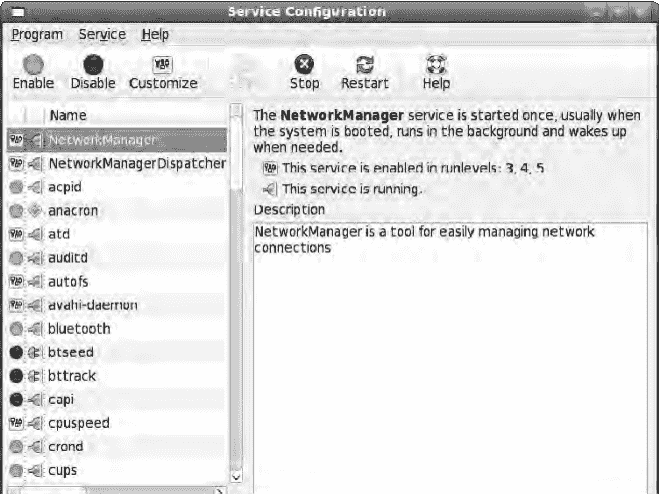 Service Configuration
Program Service Help
Enable Disable Customize Stop Restart Help
Name
NetworkManager
NetworkManagerDispatcher
acpid
anacron
atd
auditd
autofs
avahi-daemon
bluetooth
btseed
bttrack
capi
cpuspeed
crond
cups
The NetworkManager service is started once, usually when
the system is booted, runs in the background and wakes up
when needed.
This service is enabled in runlevels: 3, 4, 5
This service is running.
Description
NetworkManager is a tool for easily managing network
connections